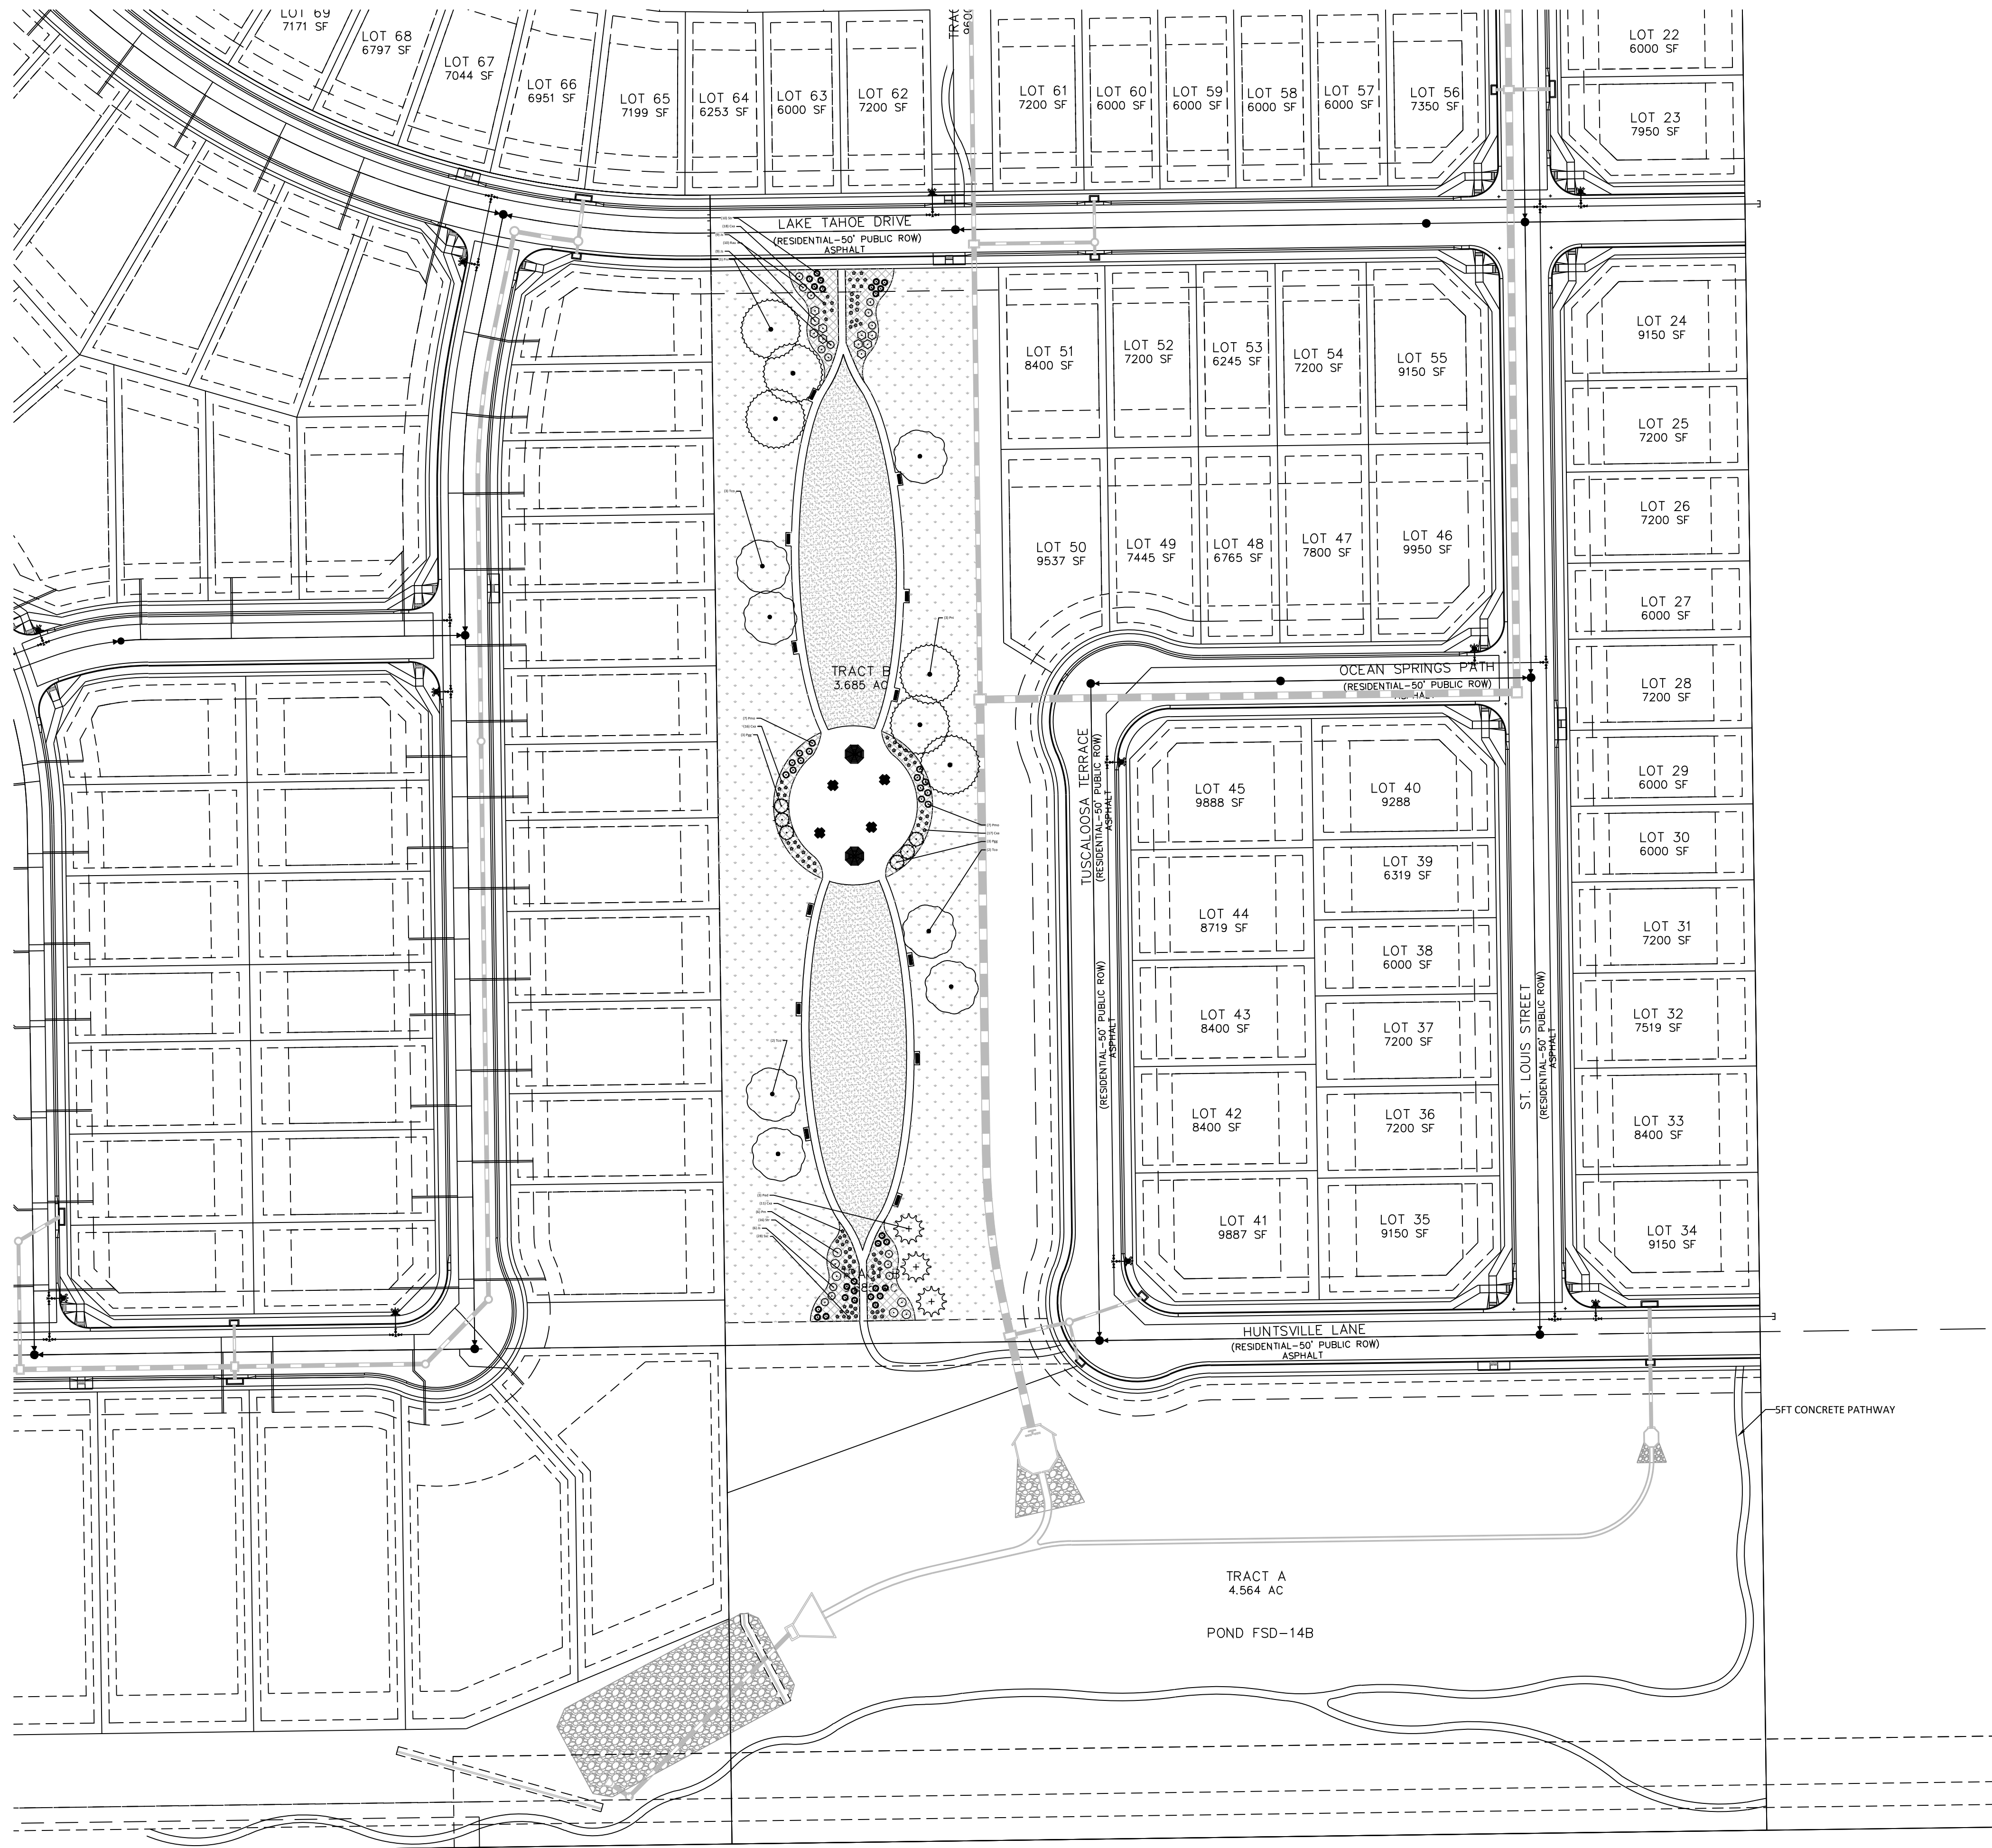 LOT 69
7171 SF
LOT 68
6797 SF
LOT 67
7044 SF
LOT 66
6951 SF
LOT 65
7199 SF
LOT 64
6253 SF
LOT 63
6000 SF
LOT 62
7200 SF
LOT 61
7200 SF
LOT 60
6000 SF
LOT 59
6000 SF
LOT 58
6000 SF
LOT 57
6000 SF
LOT 56
7350 SF
LOT 22
6000 SF
LOT 23
7950 SF
LAKE TAHOE DRIVE
(RESIDENTIAL-50' PUBLIC ROW)
ASPHALT
LOT 51
8400 SF
LOT 52
7200 SF
LOT 53
6245 SF
LOT 54
7200 SF
LOT 55
9150 SF
LOT 24
9150 SF
LOT 25
7200 SF
LOT 26
7200 SF
LOT 50
9537 SF
LOT 49
7445 SF
LOT 48
6765 SF
LOT 47
7800 SF
LOT 46
9950 SF
LOT 27
6000 SF
LOT 28
7200 SF
TRACT B
3.685 AC
OCEAN SPRINGS PATH
(RESIDENTIAL-50' PUBLIC ROW)
ASPHALT
TUSCALOOSA TERRACE
(RESIDENTIAL-50' PUBLIC ROW)
ASPHALT
LOT 45
9888 SF
LOT 40
9288
LOT 29
6000 SF
LOT 30
6000 SF
LOT 39
6319 SF
LOT 44
8719 SF
LOT 38
6000 SF
LOT 31
7200 SF
(RESIDENTIAL-50' PUBLIC ROW)
ASPHALT
LOT 43
8400 SF
LOT 37
7200 SF
ST. LOUIS STREET
(RESIDENTIAL-50' PUBLIC ROW)
ASPHALT
LOT 32
7519 SF
LOT 42
8400 SF
LOT 36
7200 SF
LOT 33
8400 SF
LOT 41
9887 SF
LOT 35
9150 SF
LOT 34
9150 SF
HUNTSVILLE LANE
(RESIDENTIAL-50' PUBLIC ROW)
ASPHALT
5FT CONCRETE PATHWAY
TRACT A
4.564 AC
POND FSD-14B